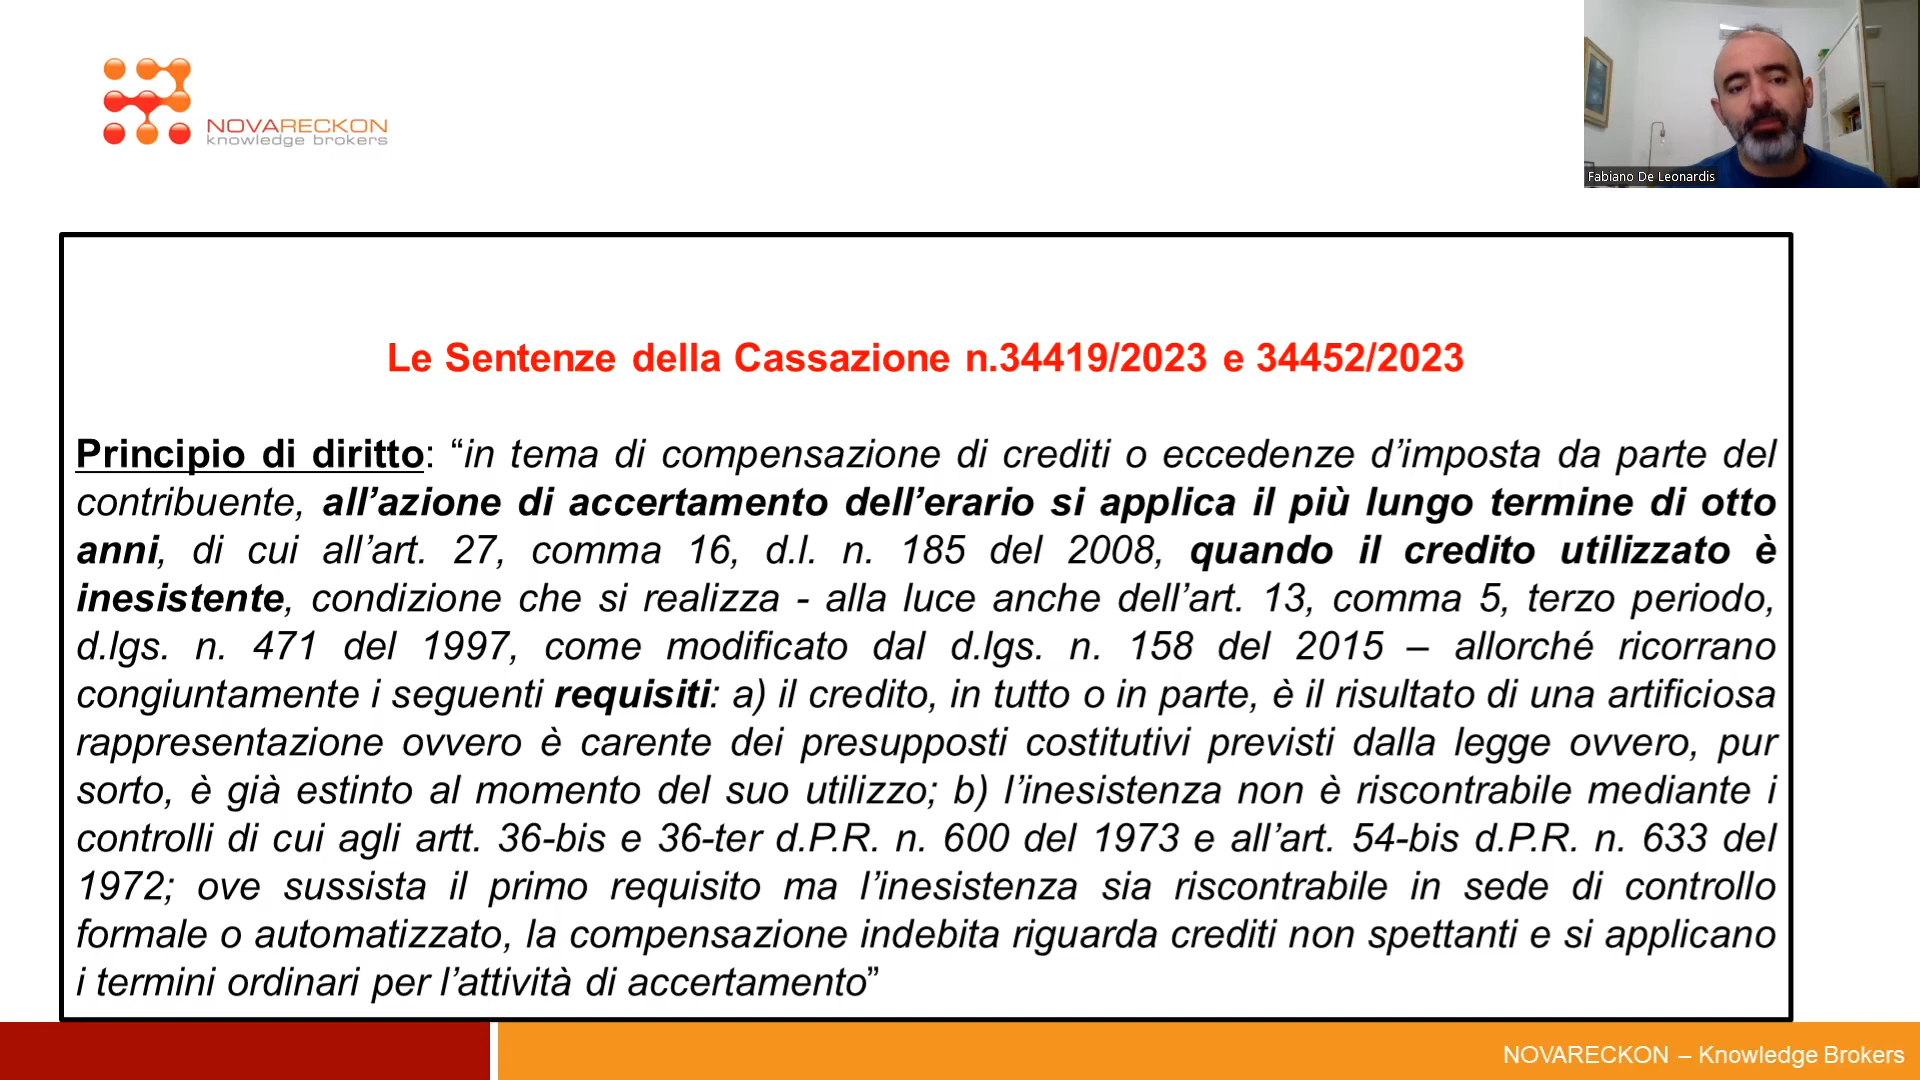 NOVARECKON
knowledge brokers
Fabiano De Leonardis
Le Sentenze della Cassazione n.34419/2023 e 34452/2023
Principio di diritto: “in tema di compensazione di crediti o eccedenze d’imposta da parte del
contribuente, all’azione di accertamento dell’erario si applica il più lungo termine di otto
anni, di cui all’art. 27, comma 16, d.l. n. 185 del 2008, quando il credito utilizzato è
inesistente, condizione che si realizza - alla luce anche dell’art. 13, comma 5, terzo periodo,
d.lgs. n. 471 del 1997, come modificato dal d.lgs. n. 158 del 2015 – allorché ricorrano
congiuntamente i seguenti requisiti: a) il credito, in tutto o in parte, è il risultato di una artificiosa
rappresentazione ovvero è carente dei presupposti costitutivi previsti dalla legge ovvero, pur
sorto, è già estinto al momento del suo utilizzo; b) l’inesistenza non è riscontrabile mediante i
controlli di cui agli artt. 36-bis e 36-ter d.P.R. n. 600 del 1973 e all’art. 54-bis d.P.R. n. 633 del
1972; ove sussista il primo requisito ma l’inesistenza sia riscontrabile in sede di controllo
formale o automatizzato, la compensazione indebita riguarda crediti non spettanti e si applicano
i termini ordinari per l’attività di accertamento”
NOVARECKON – Knowledge Brokers